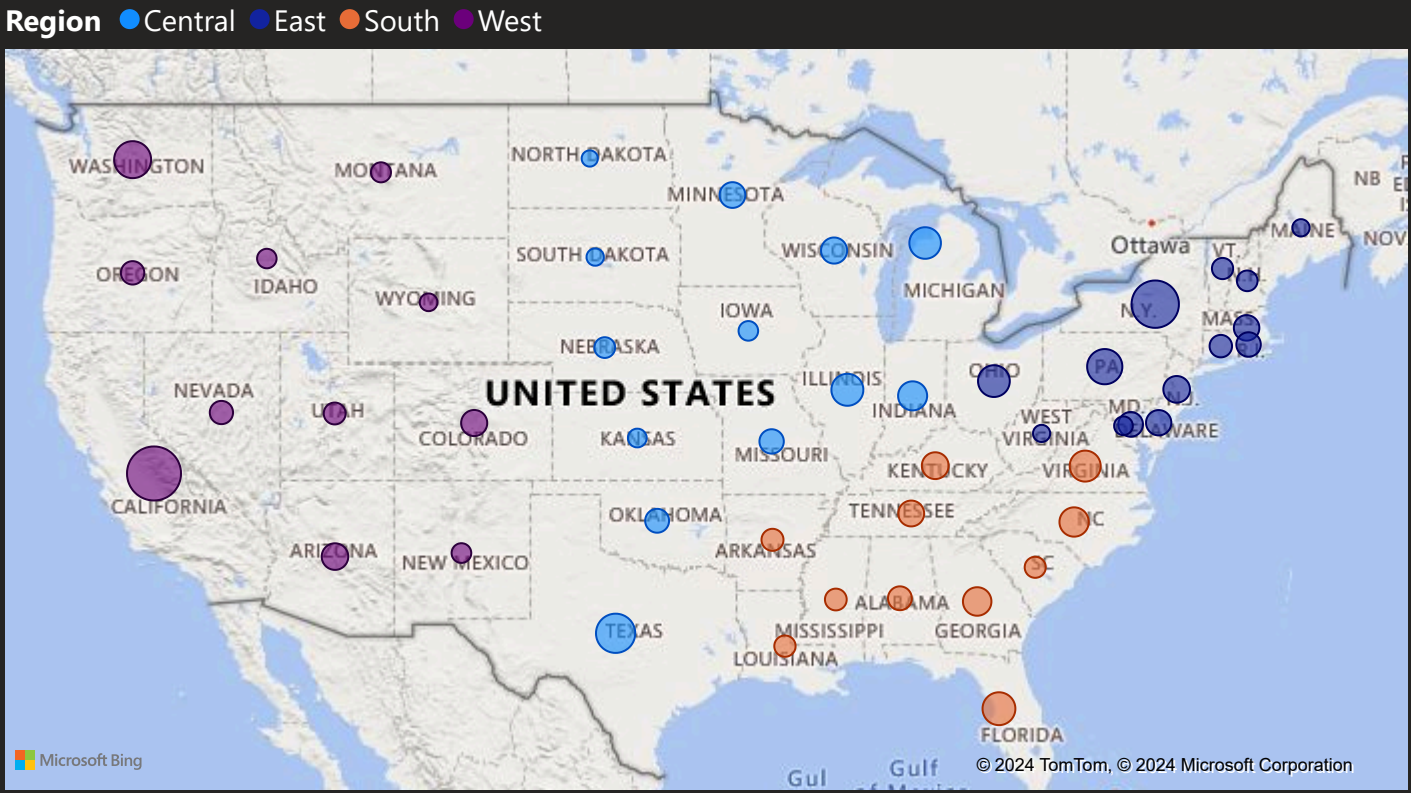 Region Central East South West
WASHINGTON
MONTANA
NORTH DAKOTA
MINNESOTA
NB
OREGON
IDAHO
SOUTH DAKOTA
WISCONSIN
MICHIGAN
Ottawa
VT.
N.H.
MAINE
NOV
WYOMING
IOWA
N.Y.
MASS.
NEBRASKA
R.I.
NEVADA
UTAH
COLORADO
UNITED STATES
ILLINOIS
INDIANA
OHIO
PA
N.J.
KANSAS
MISSOURI
WEST
VIRGINIA
MD.
DELAWARE
CALIFORNIA
KENTUCKY
VIRGINIA
OKLAHOMA
TENNESSEE
NC
ARIZONA
NEW MEXICO
ARKANSAS
SC
TEXAS
MISSISSIPPI
ALABAMA
GEORGIA
LOUISIANA
FLORIDA
Microsoft Bing
Gul
Gulf
of Mexico
© 2024 TomTom, © 2024 Microsoft Corporation